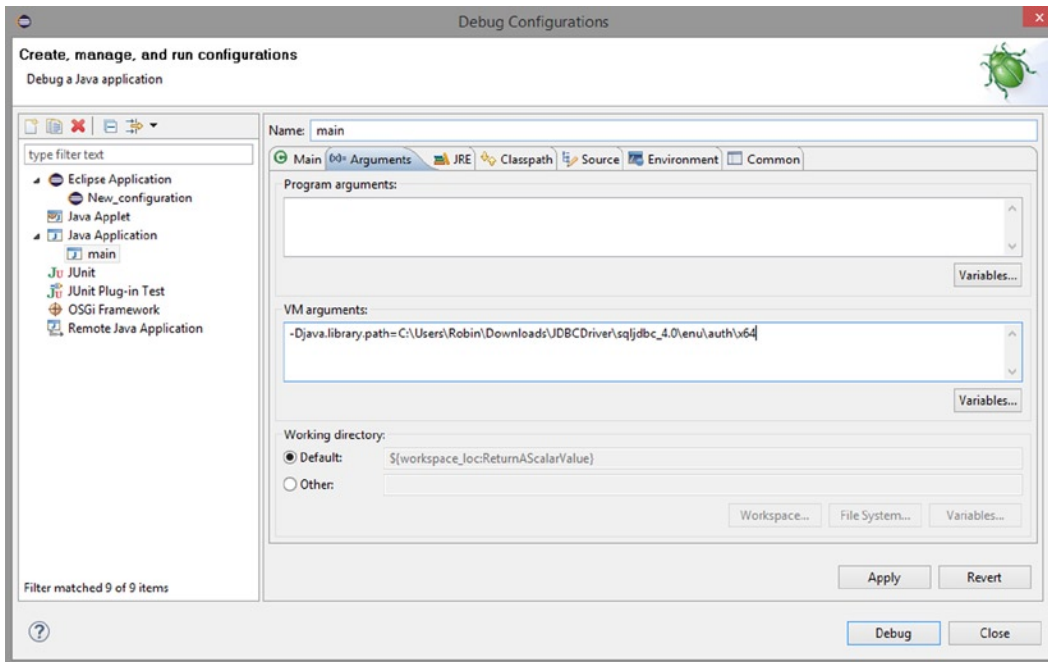 Debug Configurations
x
Create, manage, and run configurations
Debug a Java application
type filter text
Eclipse Application
New_configuration
Java Applet
Java Application
main
JUnit
JUnit Plug-in Test
OSGi Framework
Remote Java Application
Filter matched 9 of 9 items
Name: main
Main (x)= Arguments JRE Classpath Source Environment Common
Program arguments:
Variables...
VM arguments:
-Djava.library.path=C:\Users\Robin\Downloads\JDBCDriver\sqljdbc_4.0\enu\auth\x64
Variables...
Working directory:
Default: ${workspace_loc:ReturnAScalarValue}
Other:
Workspace... File System... Variables...
Apply Revert
? Debug Close